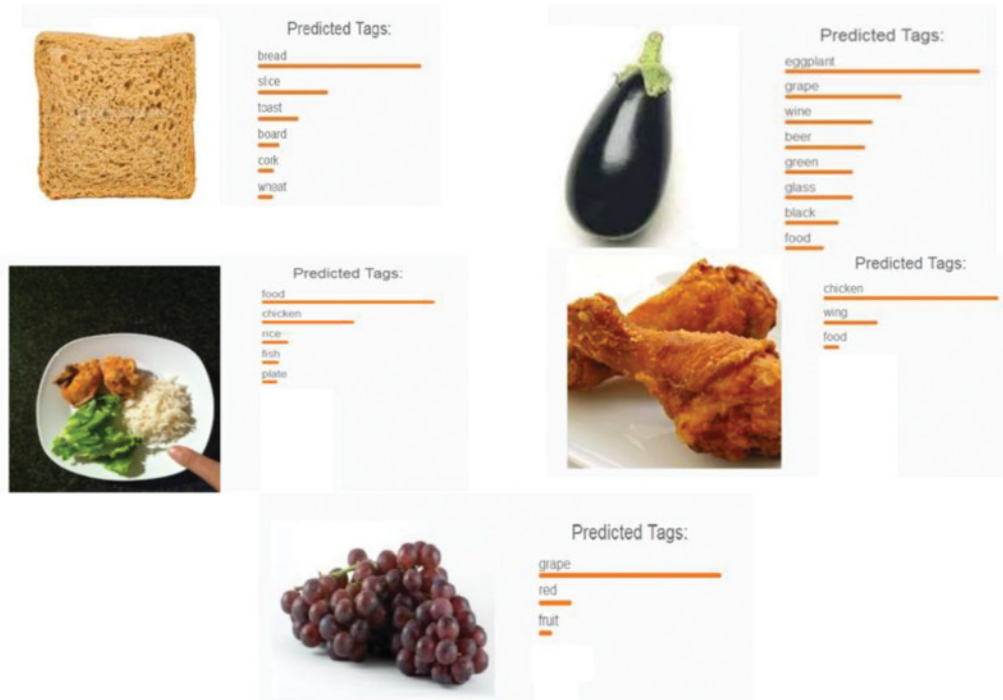 Predicted Tags:
bread
slice
toast
board
cork
wheat
Predicted Tags:
eggplant
grape
wine
beer
green
glass
black
food
Predicted Tags:
food
chicken
rice
fish
plate
Predicted Tags:
chicken
wing
food
Predicted Tags:
grape
red
fruit